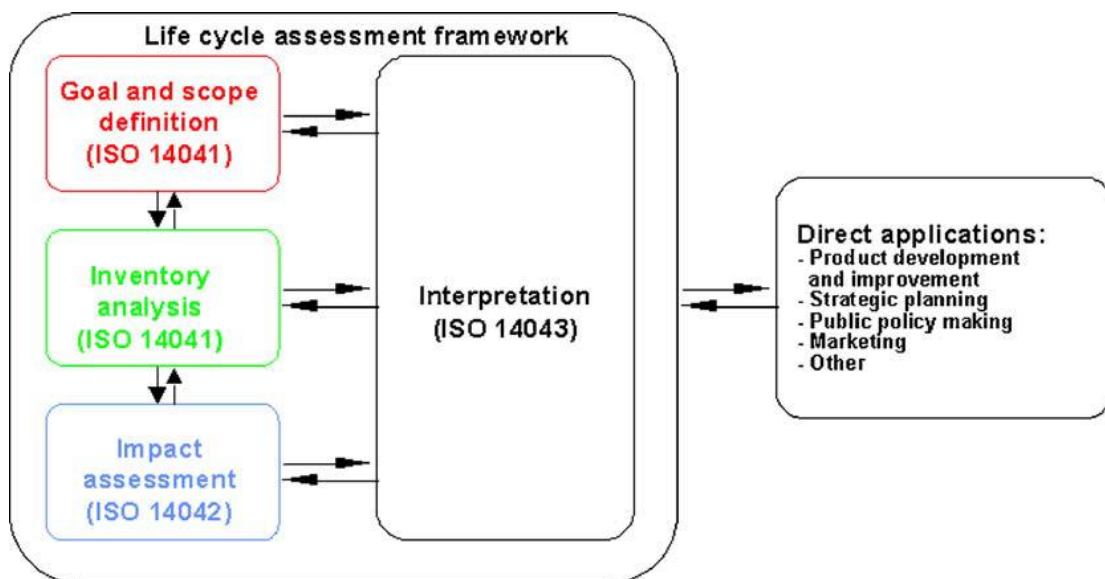 Life cycle assessment framework
Goal and scope
definition
(ISO 14041)
Inventory
analysis
(ISO 14041)
Impact
assessment
(ISO 14042)
Interpretation
(ISO 14043)
Direct applications:
- Product development
and improvement
- Strategic planning
- Public policy making
- Marketing
- Other